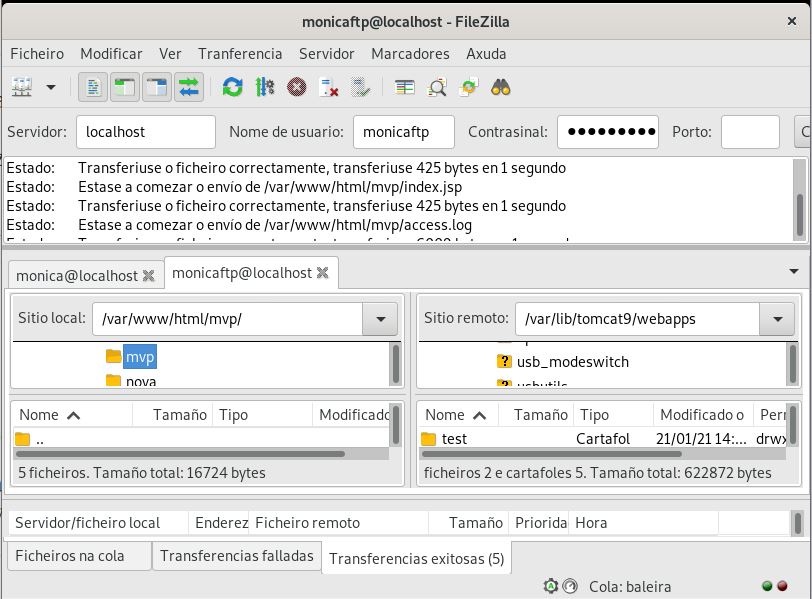 monicaftp@localhost - FileZilla
Ficheiro Modificar Ver Tranferencia Servidor Marcadores Axuda
Servidor: localhost Nome de usuario: monicaftp Contrasinal: ●●●●●●●●● Porto: C
Estado: Transferiuse o ficheiro correctamente, transferiuse 425 bytes en 1 segundo
Estado: Estase a comezar o envío de /var/www/html/mvp/index.jsp
Estado: Transferiuse o ficheiro correctamente, transferiuse 425 bytes en 1 segundo
Estado: Estase a comezar o envío de /var/www/html/mvp/access.log
monica@localhost monicaftp@localhost
Sitio local: /var/www/html/mvp/ Sitio remoto: /var/lib/tomcat9/webapps
mvp usb_modeswitch
nova usbutils
Nome Tamaño Tipo Modificado Nome Tamaño Tipo Modificado o Perr
.. test Cartafol 21/01/21 14:... drwx
5 ficheiros. Tamaño total: 16724 bytes ficheiros 2 e cartafoles 5. Tamaño total: 622872 bytes
Servidor/ficheiro local Enderez Ficheiro remoto Tamaño Priorida Hora
Ficheiros na cola Transferencias falladas Transferencias exitosas (5)
Cola: baleira